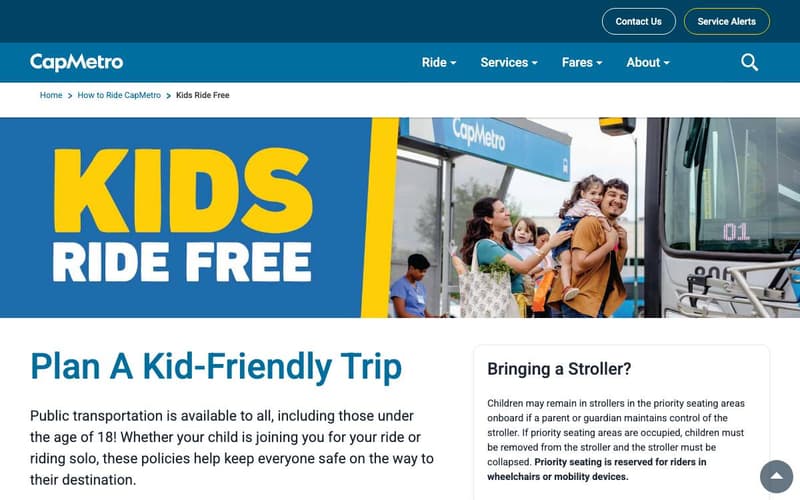 Contact Us
Service Alerts
CapMetro
Ride
Services
Fares
About
Home > How to Ride CapMetro > Kids Ride Free
KIDS
RIDE FREE
CapMetro
01
Plan A Kid-Friendly Trip
Public transportation is available to all, including those under
the age of 18! Whether your child is joining you for your ride or
riding solo, these policies help keep everyone safe on the way to
their destination.
Bringing a Stroller?
Children may remain in strollers in the priority seating areas
onboard if a parent or guardian maintains control of the
stroller. If priority seating areas are occupied, children must
be removed from the stroller and the stroller must be
collapsed. Priority seating is reserved for riders in
wheelchairs or mobility devices.